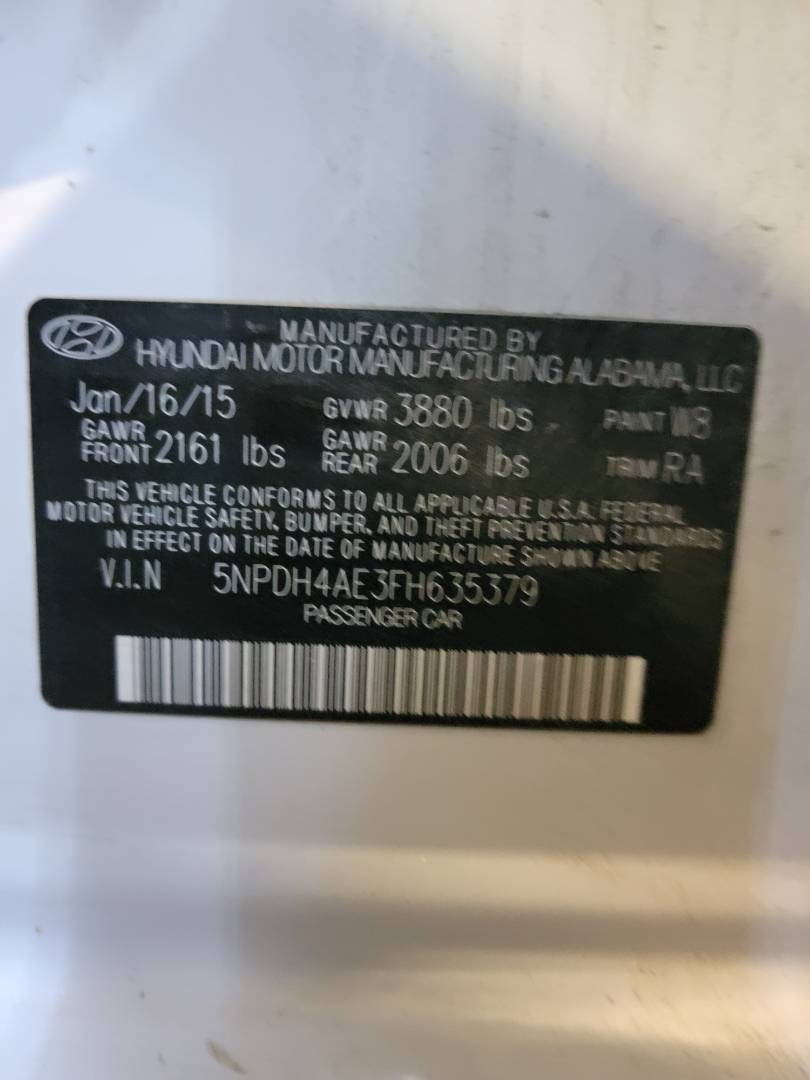 MANUFACTURED BY
HYUNDAI MOTOR MANUFACTURING ALABAMA, LLC
Jan/16/15 GVWR 3880 lbs PAINT W8
GAWR FRONT 2161 lbs GAWR REAR 2006 lbs TRIM RA
THIS VEHICLE CONFORMS TO ALL APPLICABLE U.S.A. FEDERAL
MOTOR VEHICLE SAFETY, BUMPER, AND THEFT PREVENTION STANDARDS
IN EFFECT ON THE DATE OF MANUFACTURE SHOWN ABOVE
V.I.N 5NPDH4AE3FH635379
PASSENGER CAR